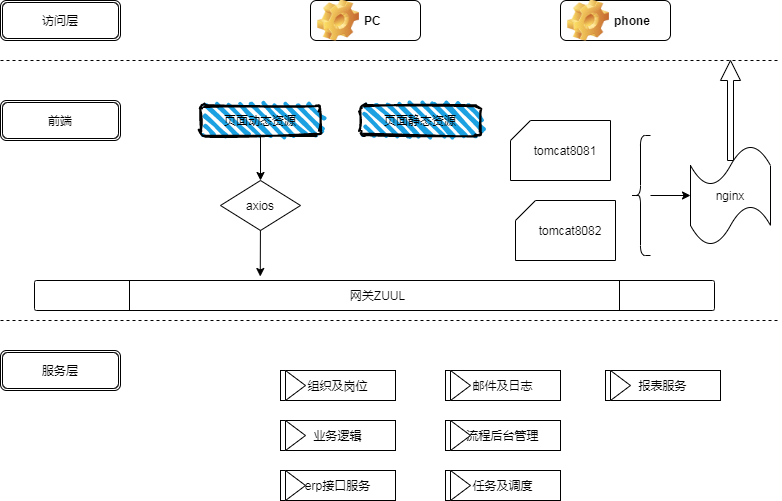 访问层
PC
phone
前端
页面动态资源
页面静态资源
tomcat8081
axios
nginx
tomcat8082
网关ZUUL
服务层
组织及岗位
邮件及日志
报表服务
业务逻辑
流程后台管理
erp接口服务
任务及调度